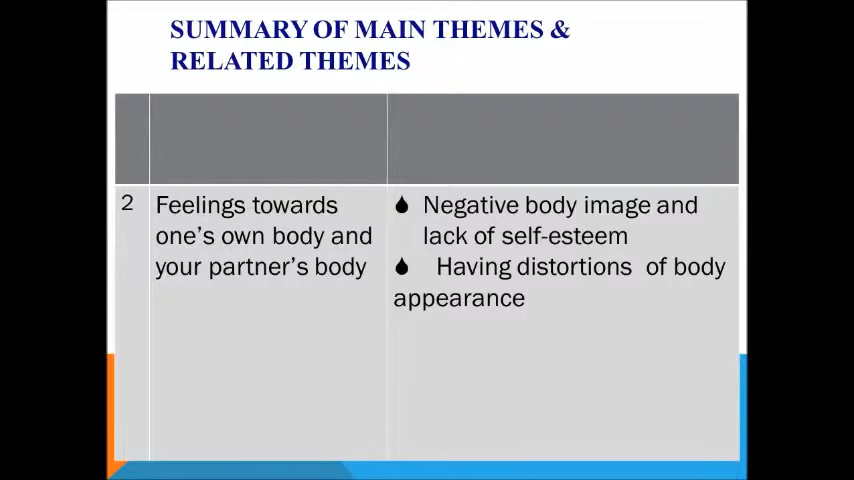 SUMMARY OF MAIN THEMES &
RELATED THEMES
2
Feelings towards
one's own body and
your partner's body
Negative body image and
lack of self-esteem
Having distortions of body
appearance